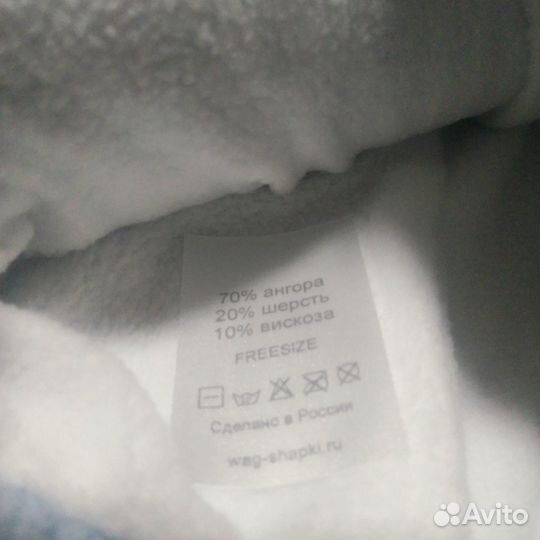 70% ангора
20% шерсть
10% вискоза
FREESIZE
Сделано в России
wag-shapki.ru
Avito